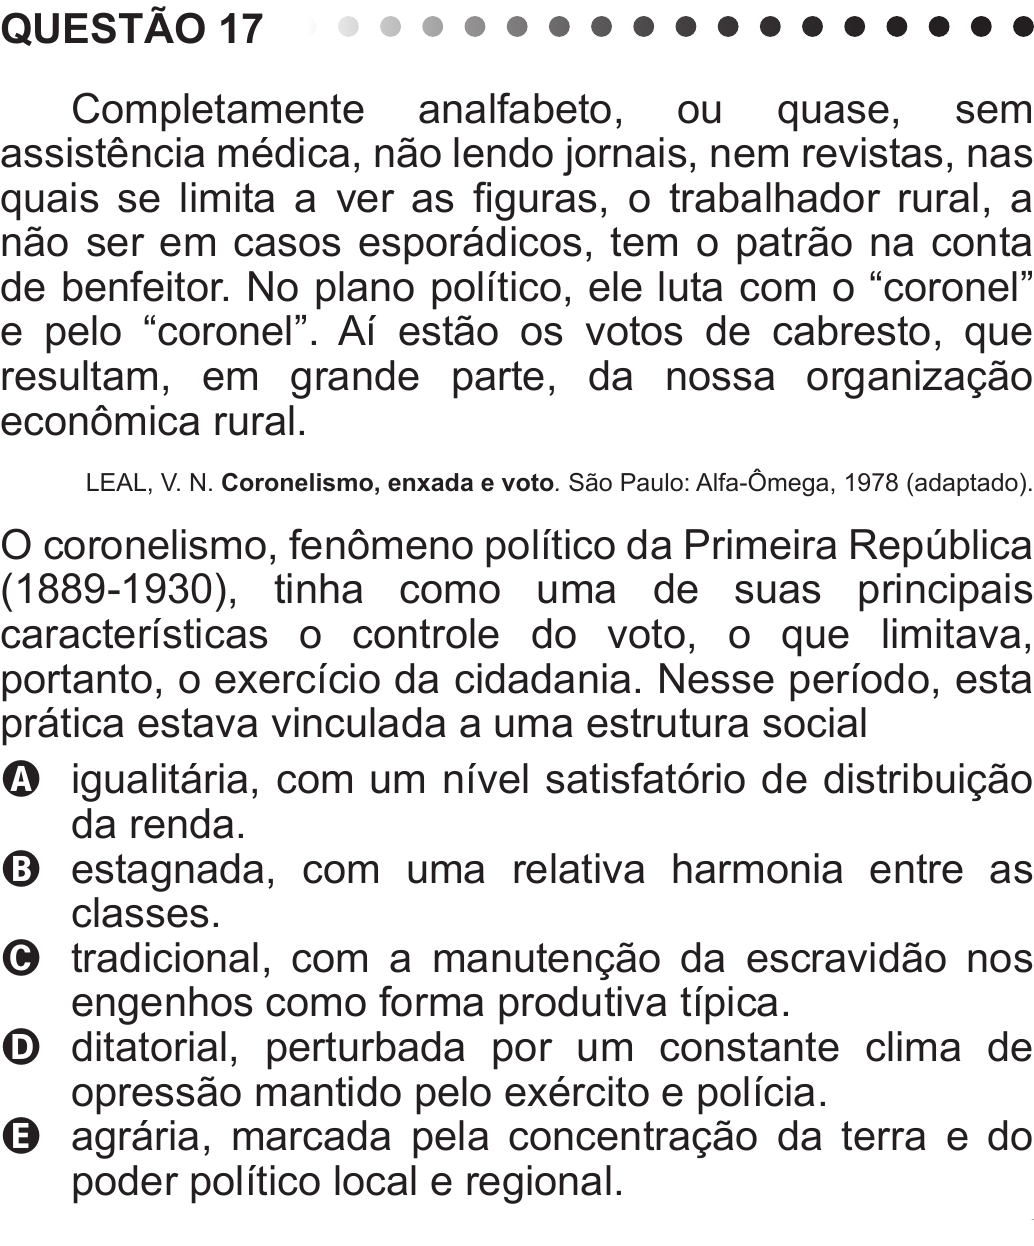 QUESTÃO 17
Completamente analfabeto, ou quase, sem
assistência médica, não lendo jornais, nem revistas, nas
quais se limita a ver as figuras, o trabalhador rural, a
não ser em casos esporádicos, tem o patrão na conta
de benfeitor. No plano político, ele luta com o “coronel”
e pelo “coronel”. Aí estão os votos de cabresto, que
resultam, em grande parte, da nossa organização
econômica rural.
LEAL, V. N. Coronelismo, enxada e voto. São Paulo: Alfa-Ômega, 1978 (adaptado).
O coronelismo, fenômeno político da Primeira República
(1889-1930), tinha como uma de suas principais
características o controle do voto, o que limitava,
portanto, o exercício da cidadania. Nesse período, esta
prática estava vinculada a uma estrutura social
A igualitária, com um nível satisfatório de distribuição
da renda.
B estagnada, com uma relativa harmonia entre as
classes.
C tradicional, com a manutenção da escravidão nos
engenhos como forma produtiva típica.
D ditatorial, perturbada por um constante clima de
opressão mantido pelo exército e polícia.
E agrária, marcada pela concentração da terra e do
poder político local e regional.